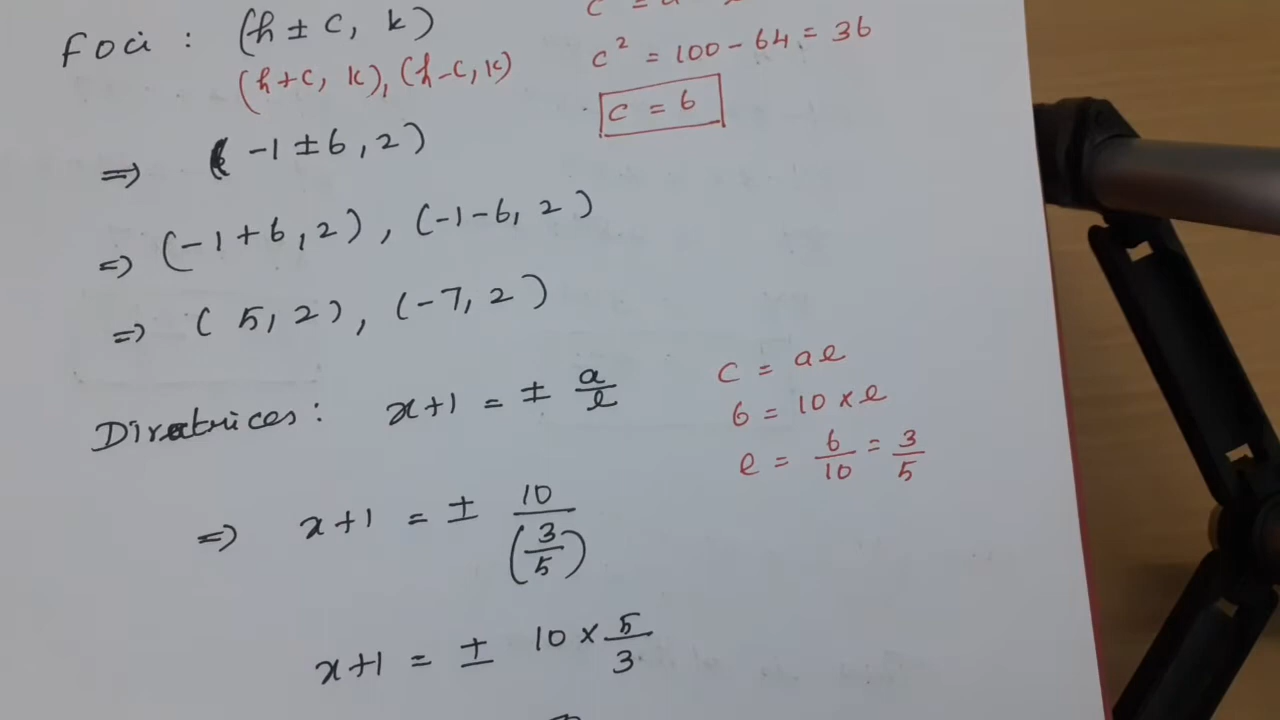 Foci : (h ± c, k)
(h+c, k), (h-c, k)
c² = 100 - 64 = 36
c = 6
⇒ (-1 ± 6, 2)
⇒ (-1+6, 2), (-1-6, 2)
⇒ (5, 2), (-7, 2)
Directrices : x+1 = ± a/e
c = ae
6 = 10 × e
e = 6/10 = 3/5
⇒ x+1 = ± 10/(3/5)
x+1 = ± 10 × 5/3